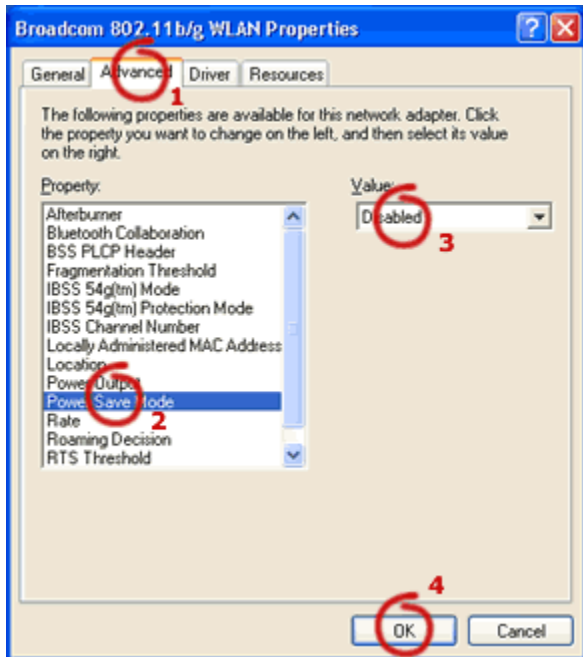 Broadcom 802.11b/g WLAN Properties
General Advanced Driver Resources
1
The following properties are available for this network adapter. Click
the property you want to change on the left, and then select its value
on the right.
Property: Value:
Afterburner Disabled
3
Bluetooth Collaboration
BSS PLCP Header
Fragmentation Threshold
IBSS 54g(tm) Mode
IBSS 54g(tm) Protection Mode
IBSS Channel Number
Locally Administered MAC Address
Location
Power Output
Power Save Mode
2
Rate
Roaming Decision
RTS Threshold
4
OK Cancel